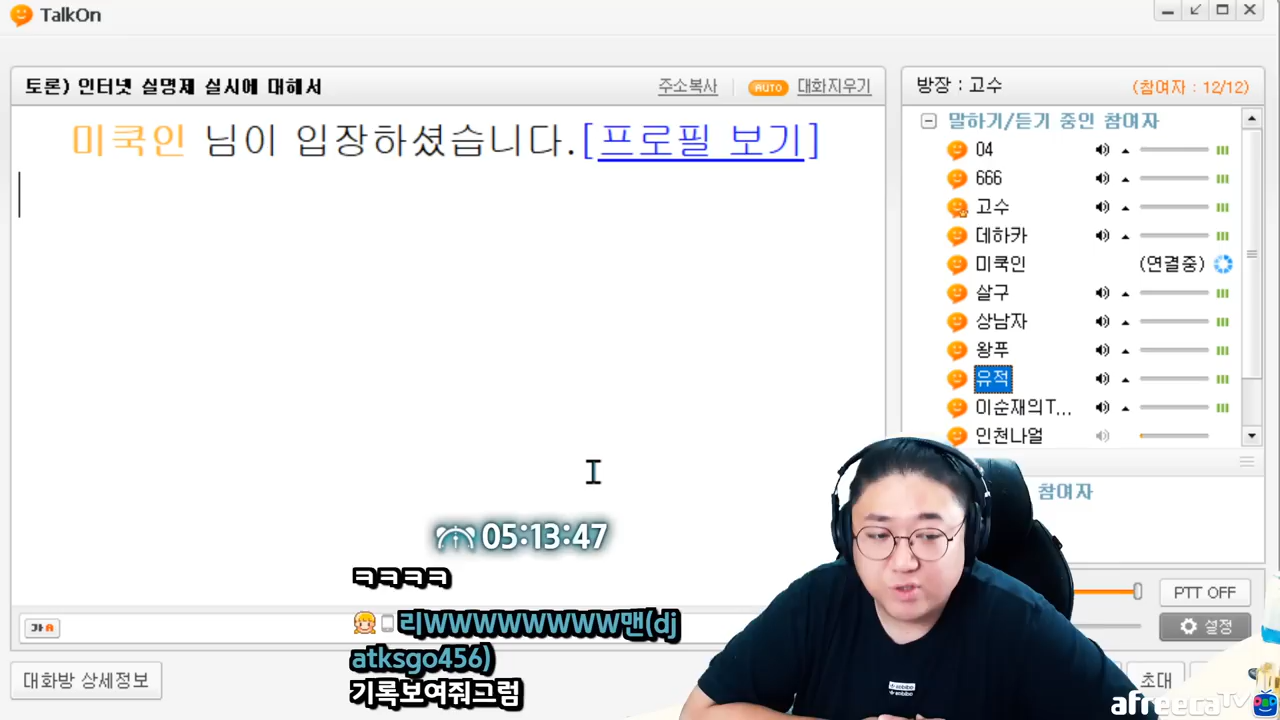 TalkOn
토론) 인터넷 실명제 실시에 대해서
주소복사
AUTO
대화지우기
방장 : 고수
(참여자 : 12/12)
미쿡인 님이 입장하셨습니다.[프로필 보기]
말하기/듣기 중인 참여자
04
666
고수
데하카
미쿡인 (연결중)
살구
상남자
왕푸
유적
이순재의T...
인천나얼
참여자
05:13:47
ㅋㅋㅋㅋ
리WWWWWWWWW맨(dj
atksgo456)
기록보여줘그럼
PTT OFF
설정
가
대화방 상세정보
초대
afreecaTV